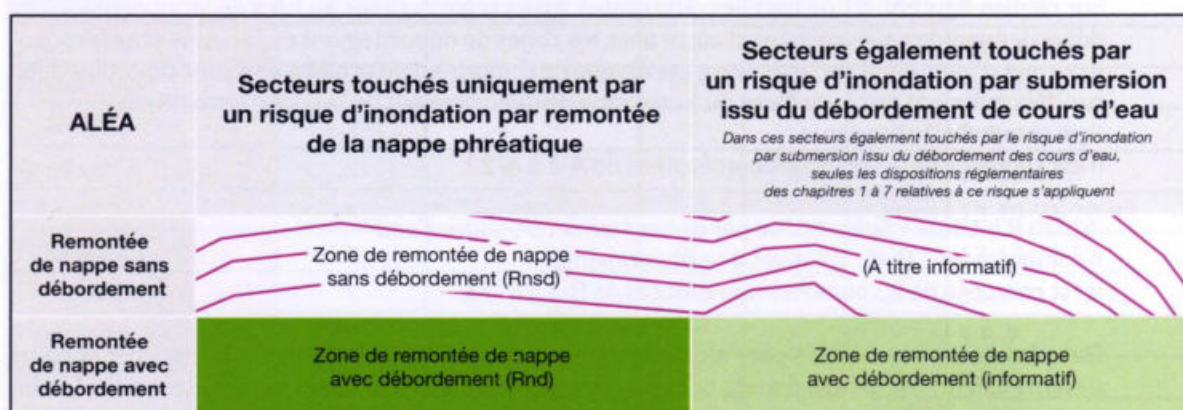 ALÉA
Secteurs touchés uniquement par
un risque d'inondation par remontée
de la nappe phréatique
Secteurs également touchés par
un risque d'inondation par submersion
issu du débordement de cours d'eau
Dans ces secteurs également touchés par le risque d'inondation
par submersion issu du débordement des cours d'eau,
seules les dispositions réglementaires
des chapitres 1 à 7 relatives à ce risque s'appliquent
Remontée
de nappe sans
débordement
Zone de remontée de nappe
sans débordement (Rnsd)
(A titre informatif)
Remontée
de nappe avec
débordement
Zone de remontée de nappe
avec débordement (Rnd)
Zone de remontée de nappe
avec débordement (informatif)